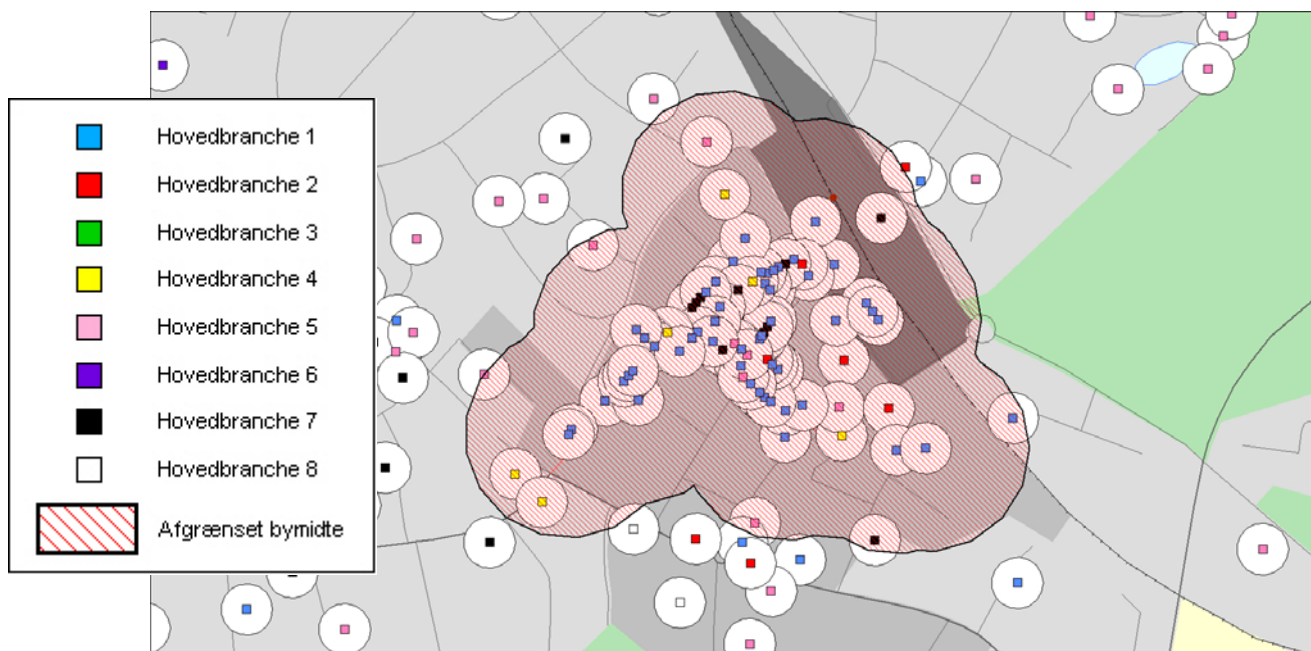 Hovedbranche 1
Hovedbranche 2
Hovedbranche 3
Hovedbranche 4
Hovedbranche 5
Hovedbranche 6
Hovedbranche 7
Hovedbranche 8
Afgrænset bymidte